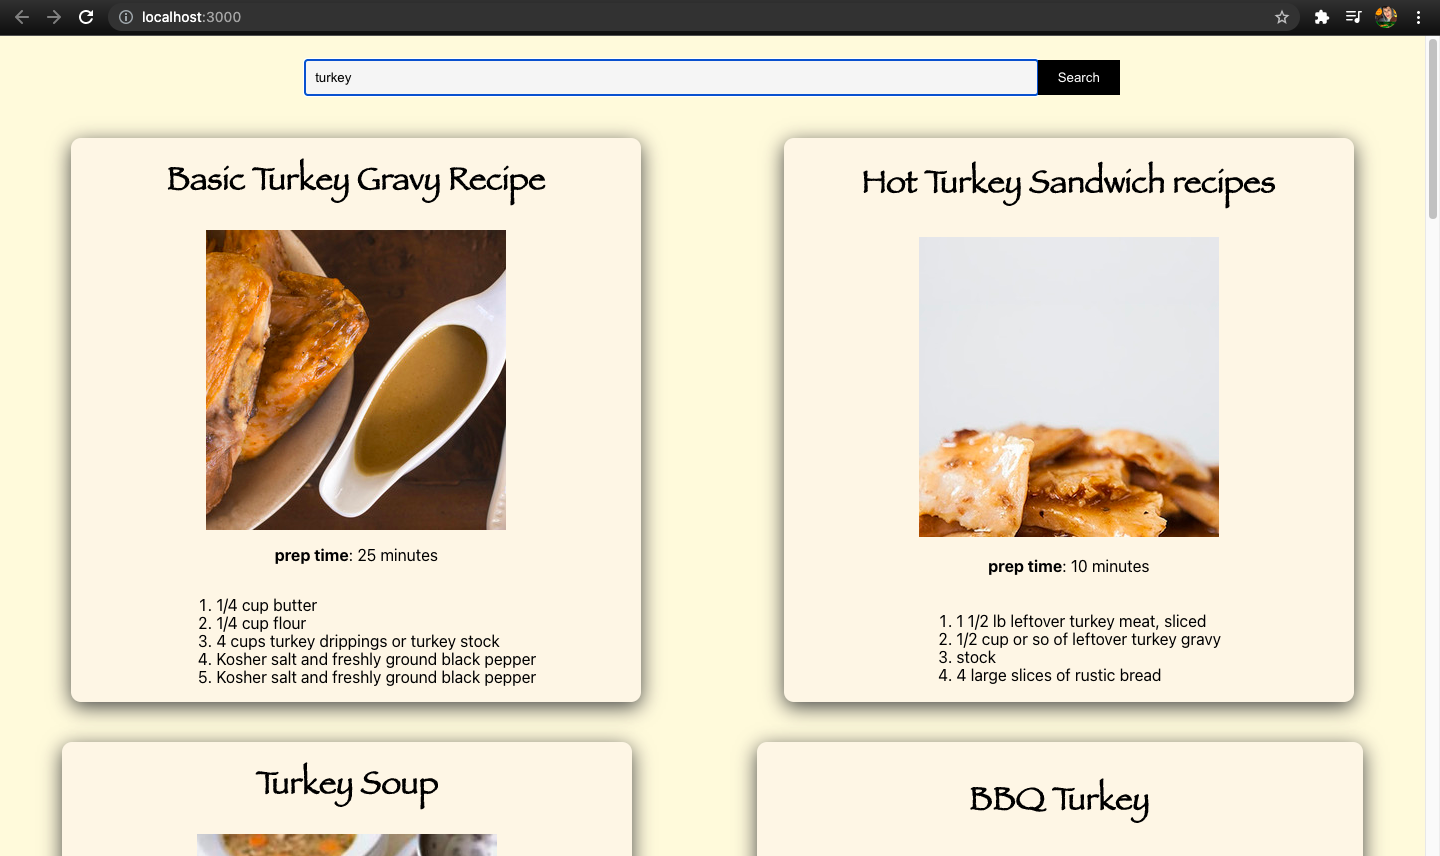 localhost:3000
turkey
Search
Basic Turkey Gravy Recipe
prep time: 25 minutes
1. 1/4 cup butter
2. 1/4 cup flour
3. 4 cups turkey drippings or turkey stock
4. Kosher salt and freshly ground black pepper
5. Kosher salt and freshly ground black pepper
Hot Turkey Sandwich recipes
prep time: 10 minutes
1. 1 1/2 lb leftover turkey meat, sliced
2. 1/2 cup or so of leftover turkey gravy
3. stock
4. 4 large slices of rustic bread
Turkey Soup
BBQ Turkey